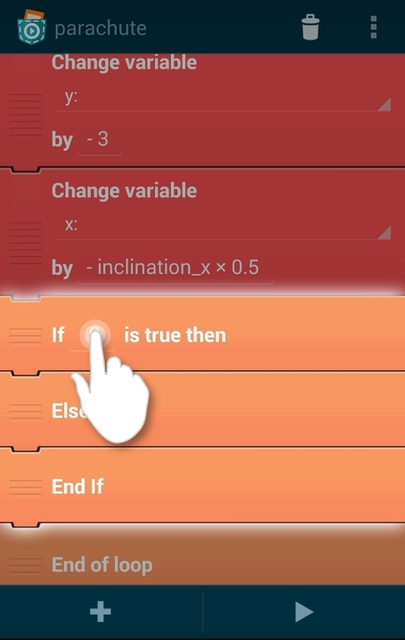 parachute
Change variable
y:
by - 3
Change variable
x:
by - inclination_x × 0.5
If is true then
Else
End If
End of loop